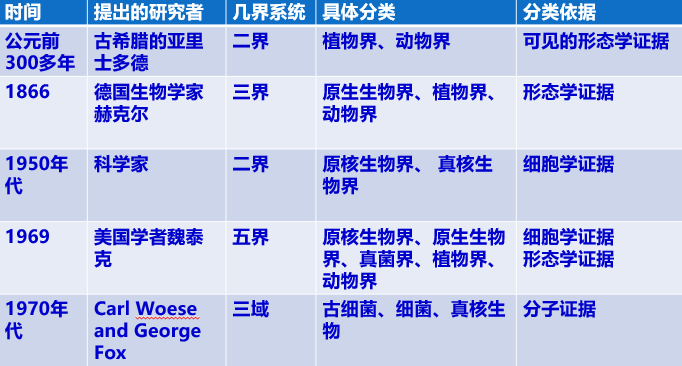 时间 提出的研究者 几界系统 具体分类 分类依据
公元前 古希腊的亚里 二界 植物界、动物界 可见的形态学证据
300多年 士多德
1866 德国生物学家 三界 原生生物界、植物界、 形态学证据
赫克尔 动物界
1950年 科学家 二界 原核生物界、 真核生 细胞学证据
代 物界
1969 美国学者魏泰 五界 原核生物界、原生生物 细胞学证据
克 界、真菌界、植物界、 形态学证据
动物界
1970年 Carl Woese 三域 古细菌、细菌、真核生 分子证据
代 and George 物
Fox